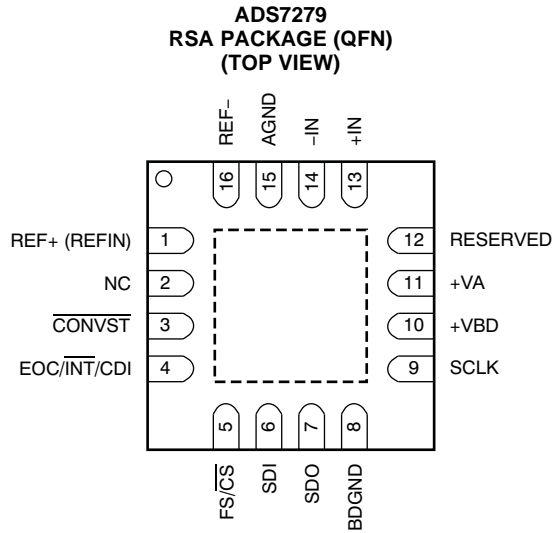 ADS7279
RSA PACKAGE (QFN)
(TOP VIEW)
REF−
AGND
−IN
+IN
16
15
14
13
REF+ (REFIN) 1
12 RESERVED
NC 2
11 +VA
CONVST 3
10 +VBD
EOC/INT/CDI 4
9 SCLK
5
6
7
8
FS/CS
SDI
SDO
BDGND